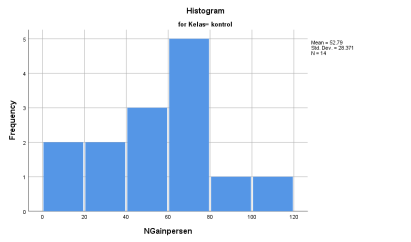 Histogram
for Kelas= kontrol
Mean = 52,79
Std. Dev. = 28,371
N = 14
5
4
3
2
1
0
Frequency
0 20 40 60 80 100 120
NGainpersen